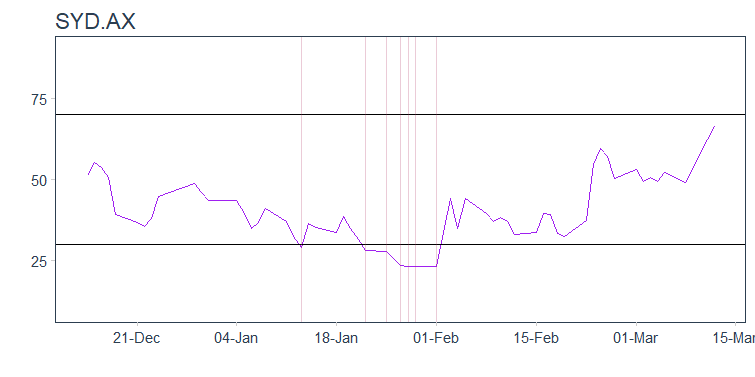 SYD.AX
75
50
25
21-Dec
04-Jan
18-Jan
01-Feb
15-Feb
01-Mar
15-Mar